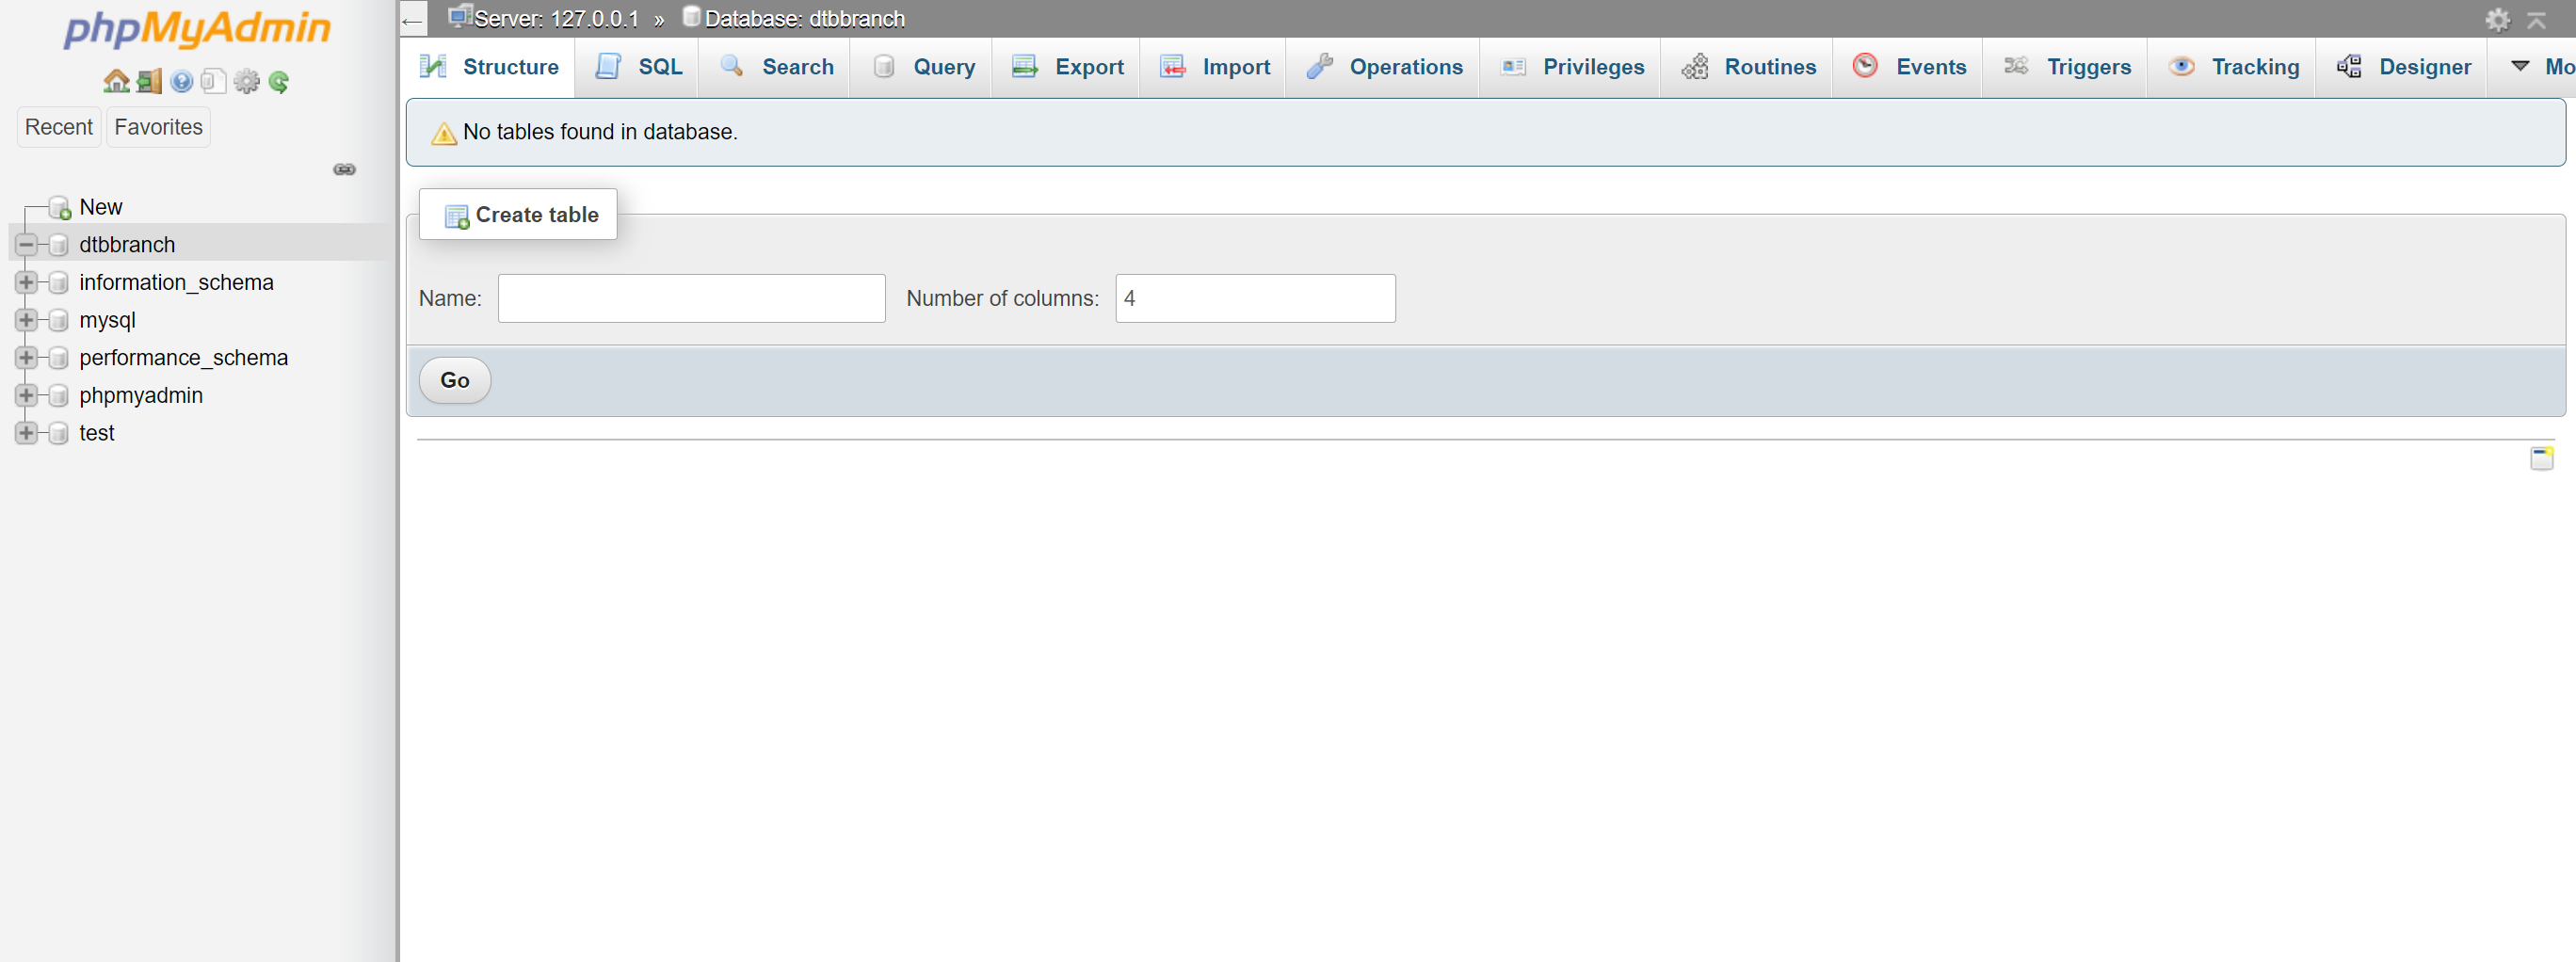 phpMyAdmin
Recent Favorites
New
dtbbranch
information_schema
mysql
performance_schema
phpmyadmin
test
← Server: 127.0.0.1 » Database: dtbbranch
Structure SQL Search Query Export Import Operations Privileges Routines Events Triggers Tracking Designer Mo
No tables found in database.
Create table
Name: Number of columns: 4
Go